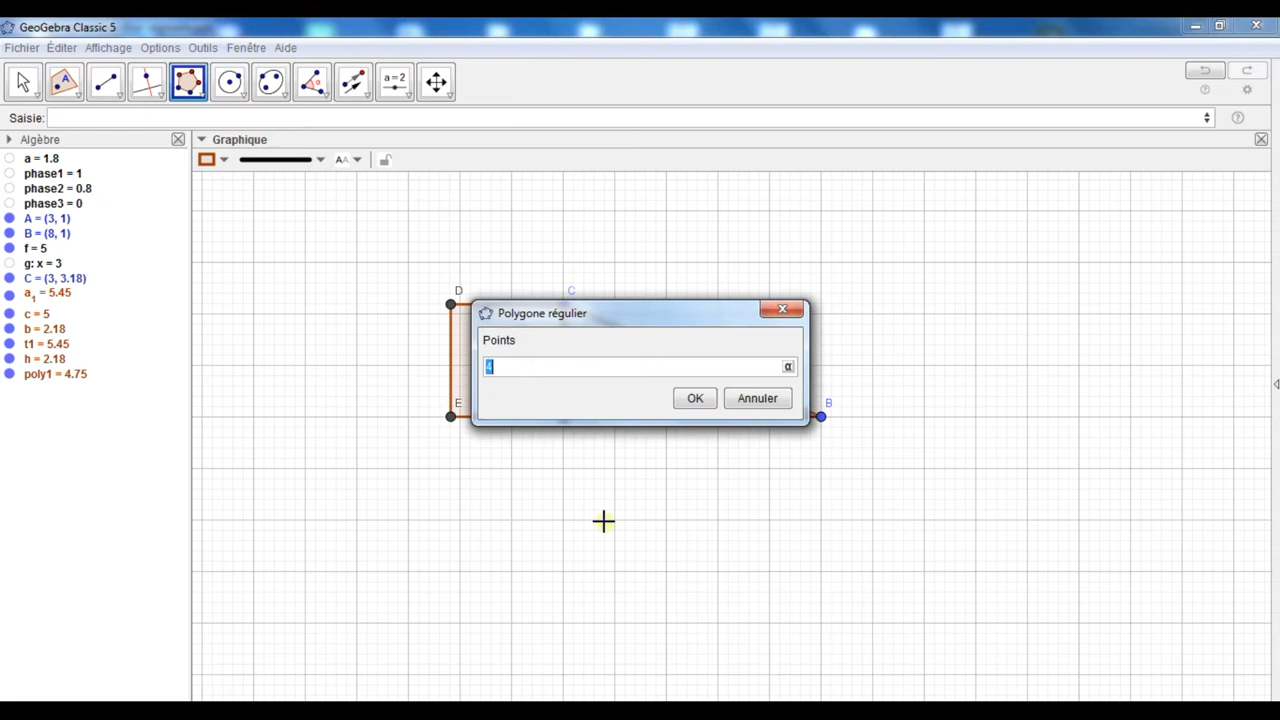 GeoGebra Classic 5
Fichier Éditer Affichage Options Outils Fenêtre Aide
A α a=2
Saisie:
Algèbre
Graphique
AA
a = 1.8
phase1 = 1
phase2 = 0.8
phase3 = 0
A = (3, 1)
B = (8, 1)
f = 5
g: x = 3
C = (3, 3.18)
a1 = 5.45
c = 5
b = 2.18
t1 = 5.45
h = 2.18
poly1 = 4.75
D C
Polygone régulier
Points
4 α
OK Annuler
E B